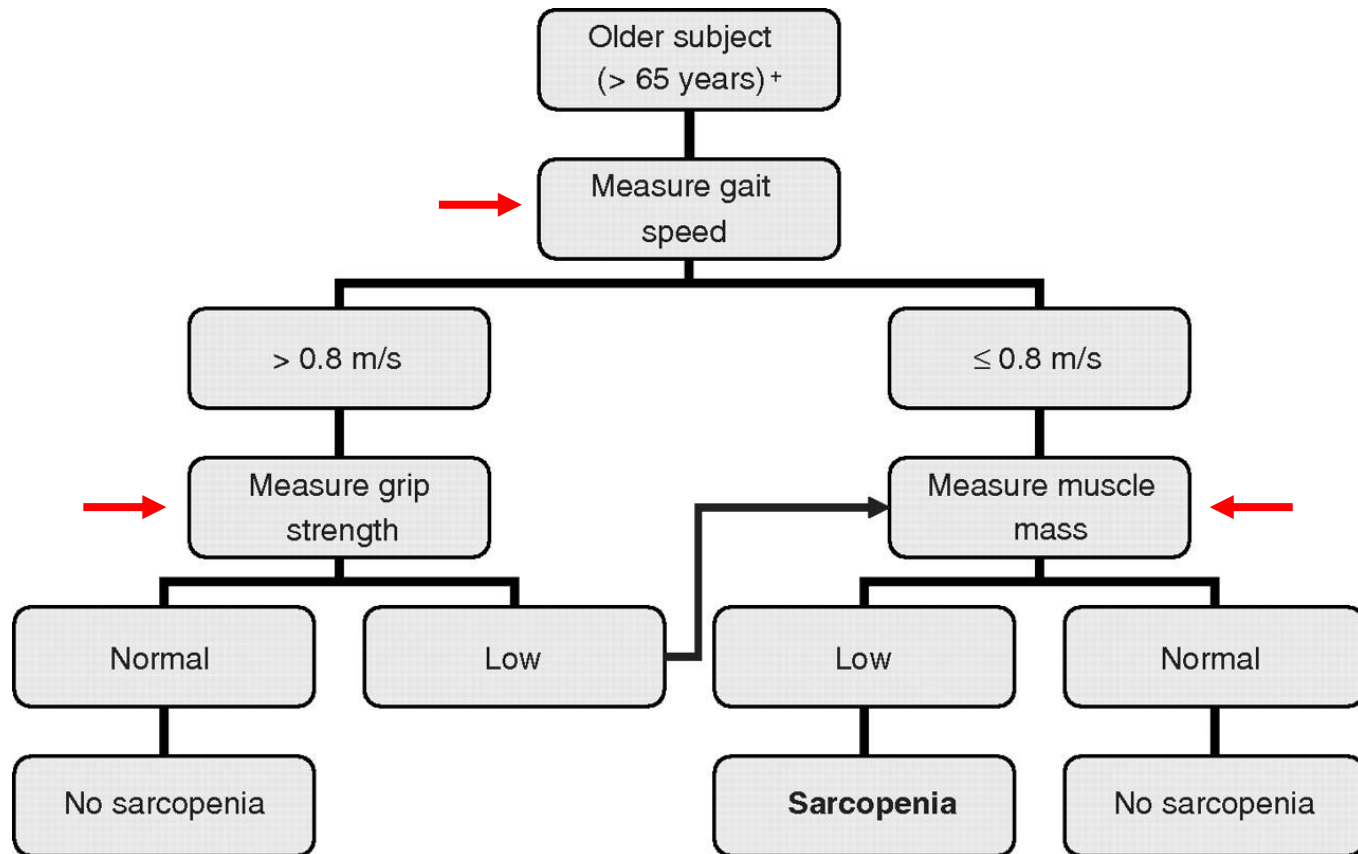 Older subject
(> 65 years) +
Measure gait
speed
> 0.8 m/s
≤ 0.8 m/s
Measure grip
strength
Measure muscle
mass
Normal
Low
Low
Normal
No sarcopenia
Sarcopenia
No sarcopenia